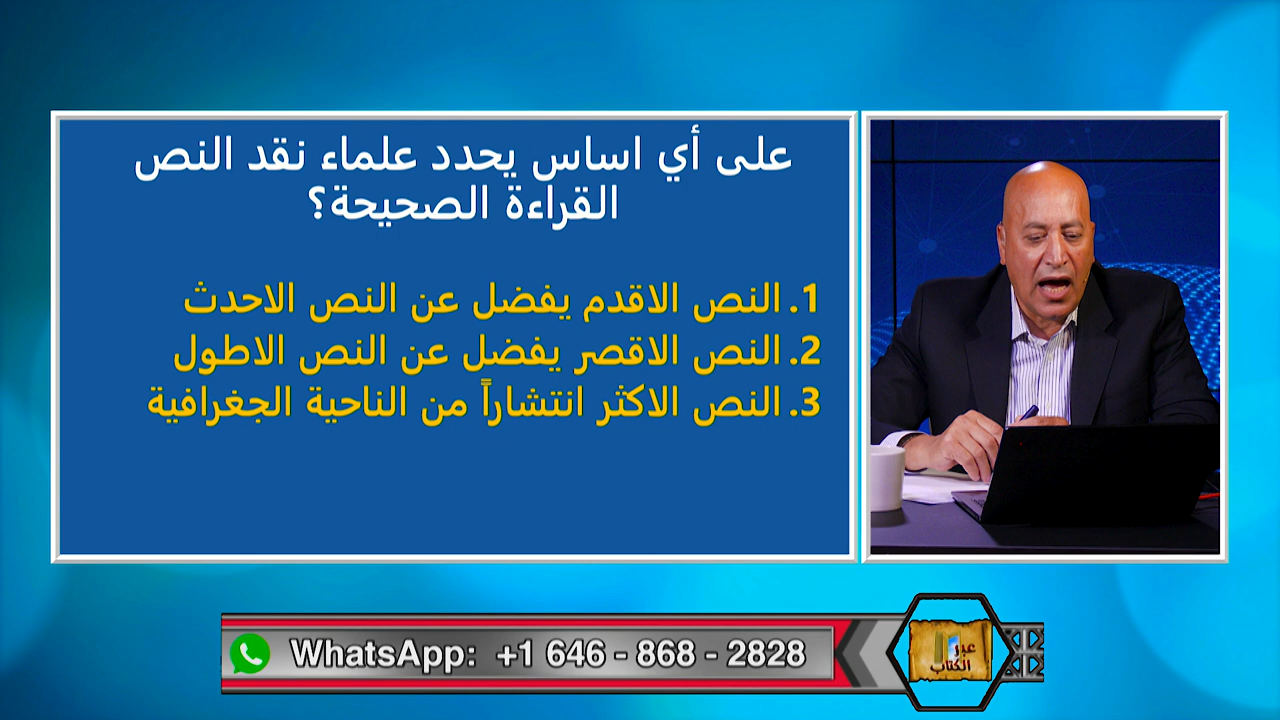 على أي اساس يحدد علماء نقد النص
القراءة الصحيحة؟
1. النص الاقدم يفضل عن النص الاحدث
2. النص الاقصر يفضل عن النص الاطول
3. النص الاكثر انتشاراً من الناحية الجغرافية
WhatsApp: +1 646 - 868 - 2828
عبر
الكتاب